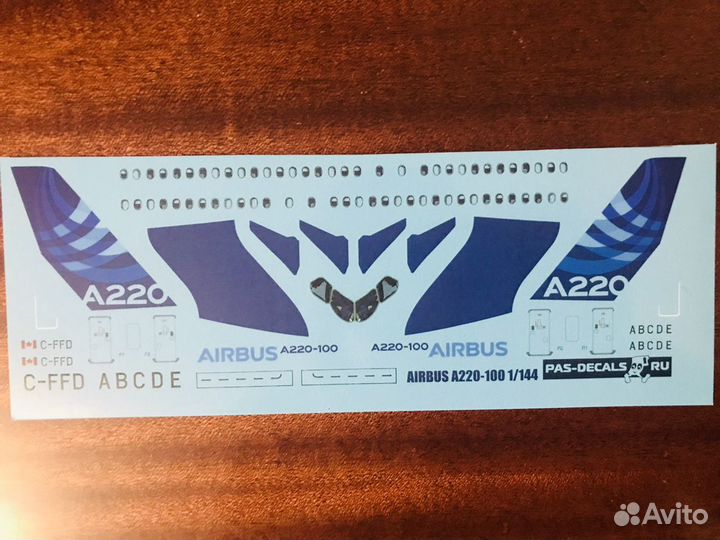 A220
A220
C-FFD
C-FFD
C-FFD ABCDE
AIRBUS A220-100
A220-100 AIRBUS
ABCDE
ABCDE
AIRBUS A220-100 1/144
PAS-DECALS RU
Avito